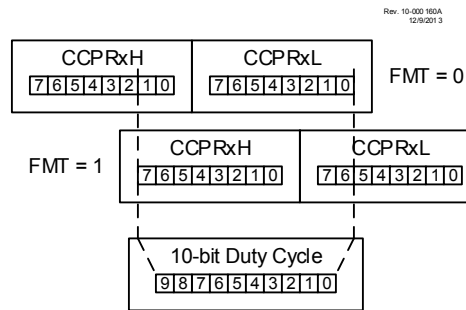 Rev. 10-000 160A
12/9/201 3
CCPRxH CCPRxL
7 6 5 4 3 2 1 0 7 6 5 4 3 2 1 0
FMT = 0
CCPRxH CCPRxL
FMT = 1
7 6 5 4 3 2 1 0 7 6 5 4 3 2 1 0
10-bit Duty Cycle
9 8 7 6 5 4 3 2 1 0